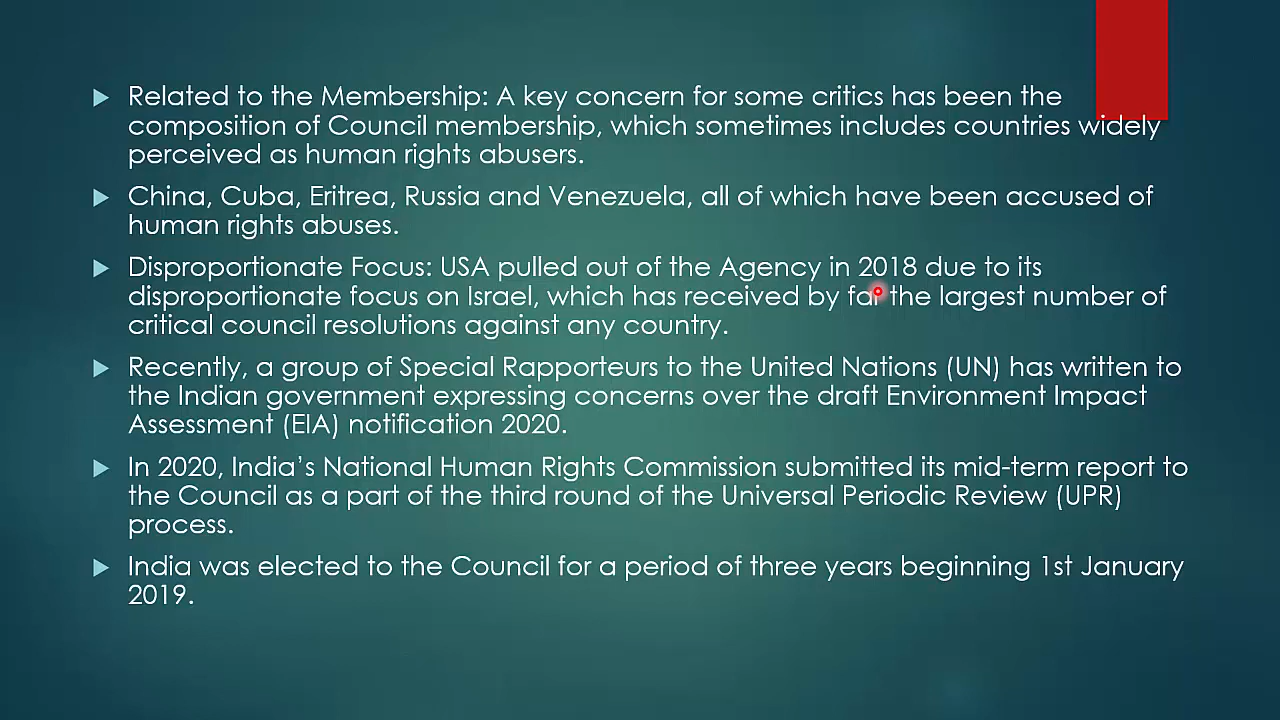 Related to the Membership: A key concern for some critics has been the
composition of Council membership, which sometimes includes countries widely
perceived as human rights abusers.
China, Cuba, Eritrea, Russia and Venezuela, all of which have been accused of
human rights abuses.
Disproportionate Focus: USA pulled out of the Agency in 2018 due to its
disproportionate focus on Israel, which has received by far the largest number of
critical council resolutions against any country.
Recently, a group of Special Rapporteurs to the United Nations (UN) has written to
the Indian government expressing concerns over the draft Environment Impact
Assessment (EIA) notification 2020.
In 2020, India's National Human Rights Commission submitted its mid-term report to
the Council as a part of the third round of the Universal Periodic Review (UPR)
process.
India was elected to the Council for a period of three years beginning 1st January
2019.